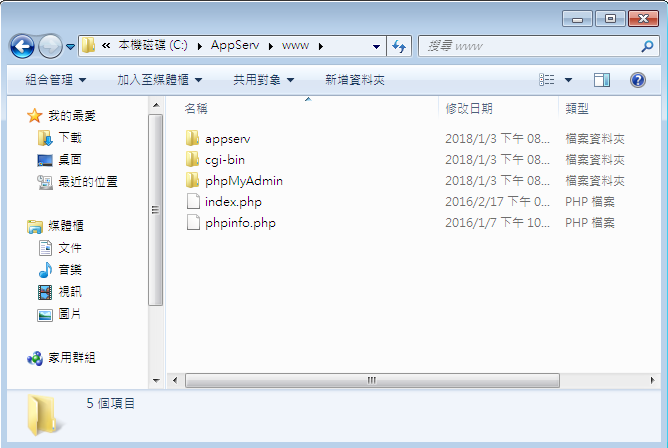 « 本機磁碟 (C:) AppServ www 搜尋 www
組合管理 加入至媒體櫃 共用對象 新增資料夾
我的最愛
下載
桌面
最近的位置
媒體櫃
文件
音樂
視訊
圖片
家用群組
名稱 修改日期 類型
appserv 2018/1/3 下午 08... 檔案資料夾
cgi-bin 2018/1/3 下午 08... 檔案資料夾
phpMyAdmin 2018/1/3 下午 08... 檔案資料夾
index.php 2016/2/17 下午 0... PHP 檔案
phpinfo.php 2016/1/7 下午 10... PHP 檔案
5 個項目